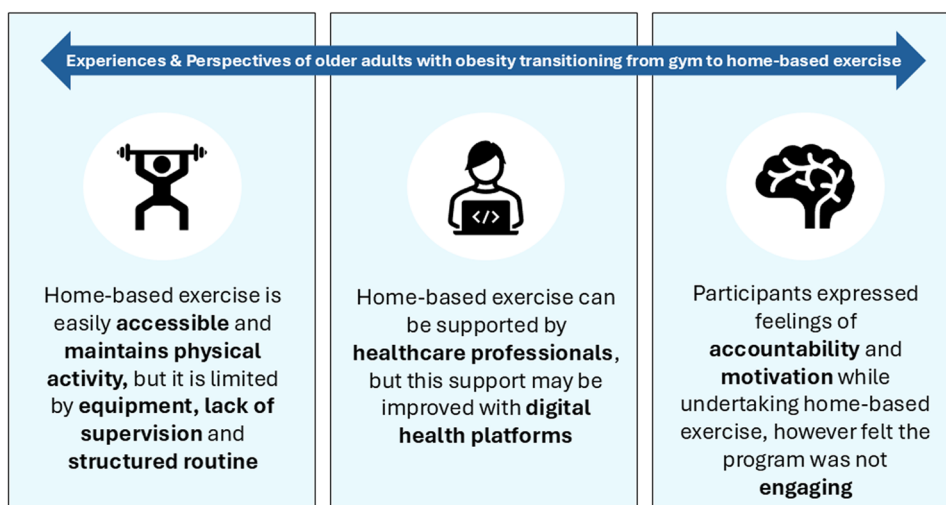 Experiences & Perspectives of older adults with obesity transitioning from gym to home-based exercise
Home-based exercise is
easily accessible and
maintains physical
activity, but it is limited
by equipment, lack of
supervision and
structured routine
</>
Home-based exercise can
be supported by
healthcare professionals,
but this support may be
improved with digital
health platforms
Participants expressed
feelings of
accountability and
motivation while
undertaking home-based
exercise, however felt the
program was not
engaging